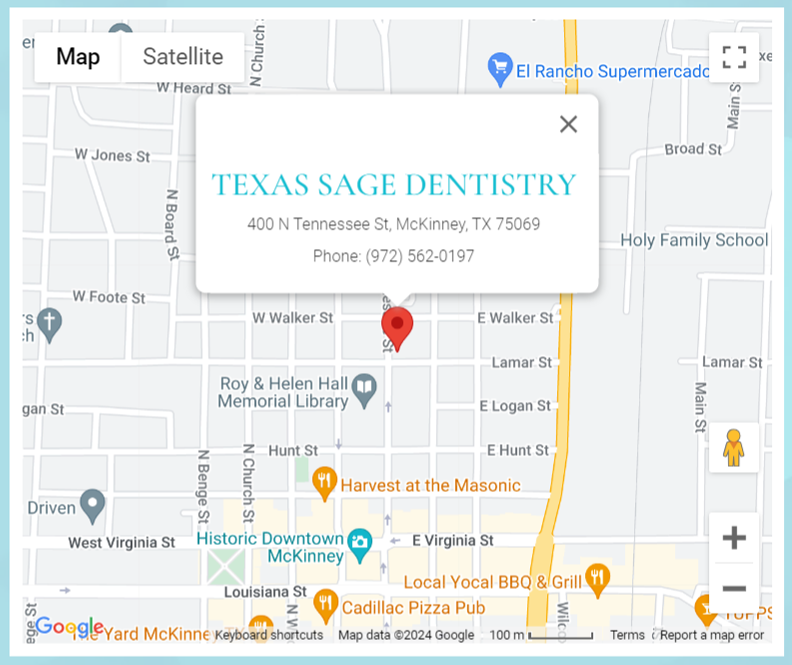 Map
Satellite
N Church St
El Rancho Supermercado
W Heard St
Main St
Broad St
W Jones St
N Board St
TEXAS SAGE DENTISTRY
400 N Tennessee St, McKinney, TX 75069
Phone: (972) 562-0197
Holy Family School
W Foote St
W Walker St
E Walker St
Lamar St
Lamar St
Roy & Helen Hall
Memorial Library
E Logan St
gan St
Main St
Hunt St
E Hunt St
N Benge St
N Church St
Harvest at the Masonic
Driven
West Virginia St
Historic Downtown
McKinney
E Virginia St
Local Yocal BBQ & Grill
Louisiana St
Cadillac Pizza Pub
Google
The Yard McKinney
Keyboard shortcuts
Map data ©2024 Google
100 m
Terms
Report a map error